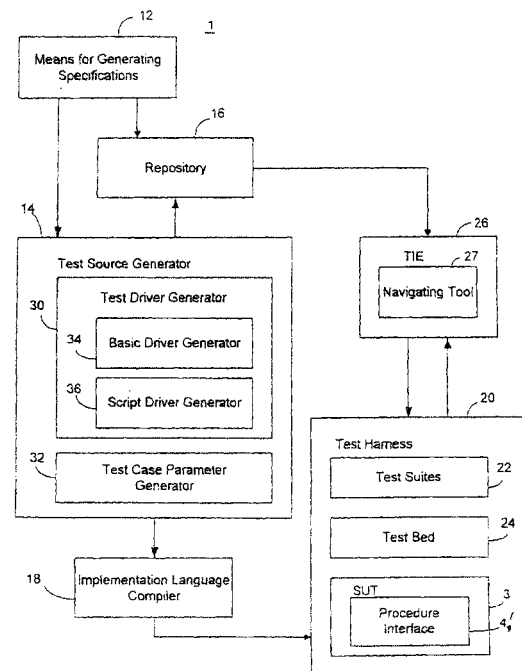 12
1
Means for Generating
Specifications
16
Repository
14
26
Test Source Generator
TIE
27
30
Test Driver Generator
Navigating Tool
34
Basic Driver Generator
36
Script Driver Generator
20
Test Harness
32
Test Case Parameter
Generator
Test Suites
22
Test Bed
24
18
Implementation Language
Compiler
SUT
3
Procedure
Interface
4